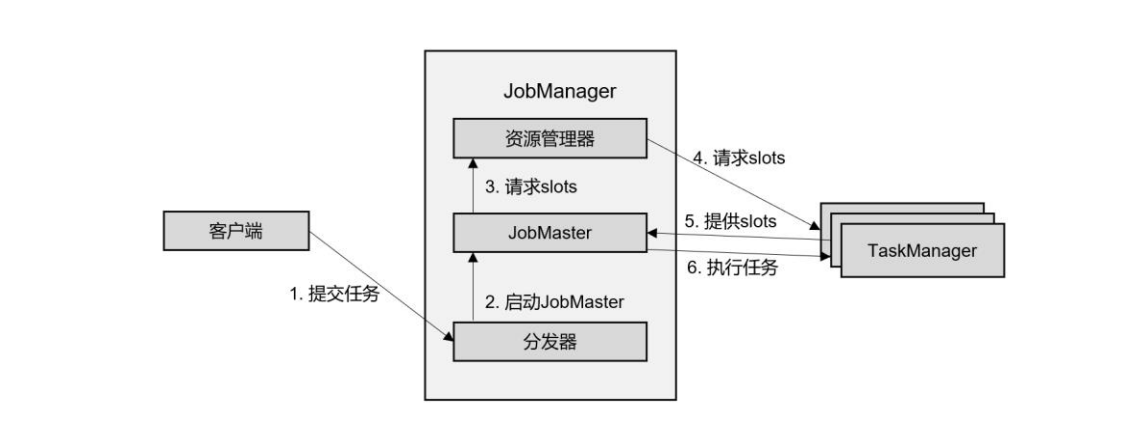 JobManager
资源管理器
4. 请求slots
3. 请求slots
5. 提供slots
客户端
JobMaster
TaskManager
6. 执行任务
1. 提交任务
2. 启动JobMaster
分发器